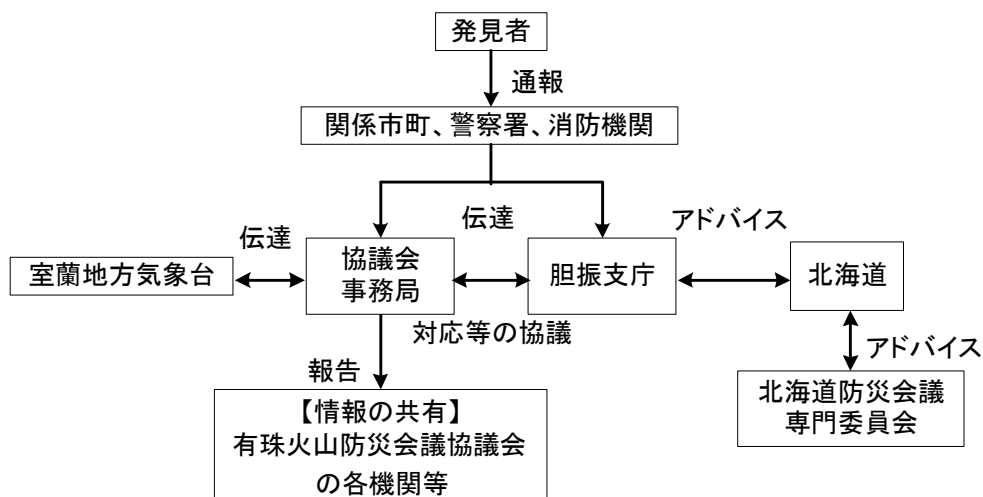 発見者
通報
関係市町、警察署、消防機関
伝達
アドバイス
伝達
室蘭地方気象台
協議会
事務局
胆振支庁
北海道
対応等の協議
アドバイス
報告
【情報の共有】
有珠火山防災会議協議会
の各機関等
北海道防災会議
専門委員会